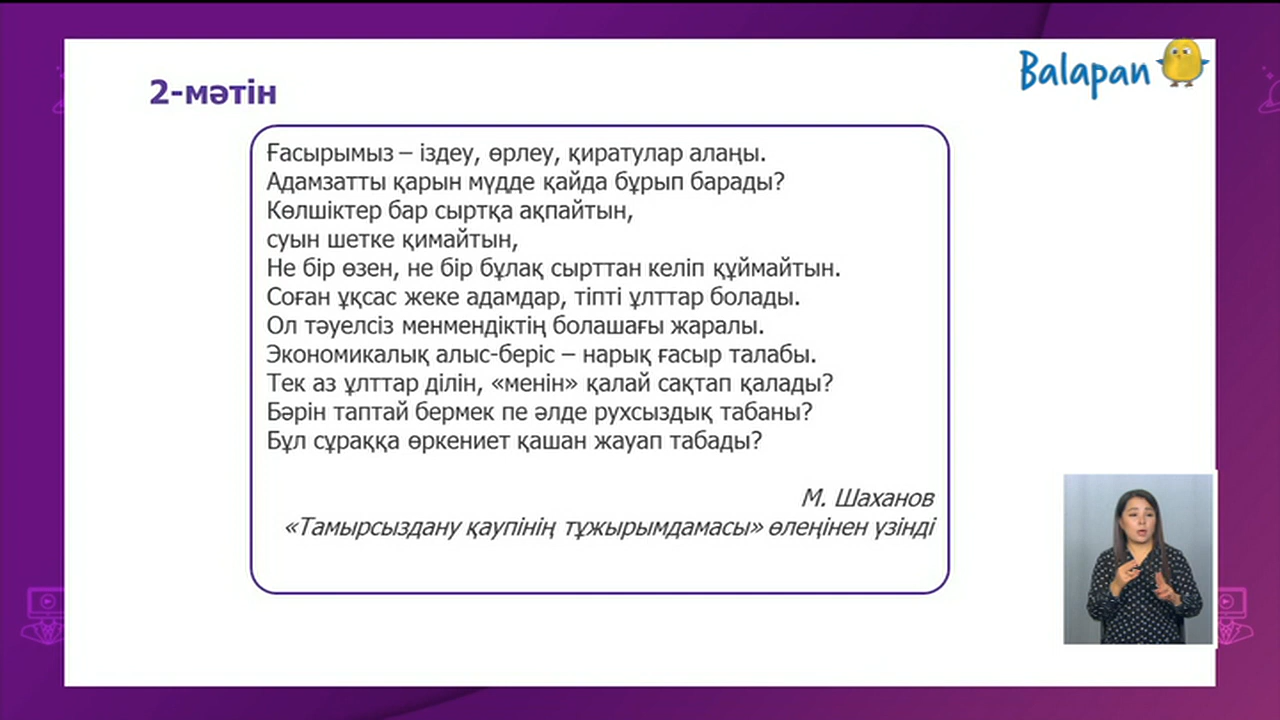 Balapan
2-мәтін
Ғасырымыз – іздеу, өрлеу, қиратулар алаңы.
Адамзатты қарын мүдде қайда бұрып барады?
Көлшіктер бар сыртқа ақпайтын,
суын шетке қимайтын,
Не бір өзен, не бір бұлақ сырттан келіп құймайтын.
Соған ұқсас жеке адамдар, тіпті ұлттар болады.
Ол тәуелсіз менмендіктің болашағы жаралы.
Экономикалық алыс-беріс – нарық ғасыр талабы.
Тек аз ұлттар ділін, «менін» қалай сақтап қалады?
Бәрін таптай бермек пе әлде рухсыздық табаны?
Бұл сұраққа өркениет қашан жауап табады?
М. Шаханов
«Тамырсыздану қаупінің тұжырымдамасы» өлеңінен үзінді